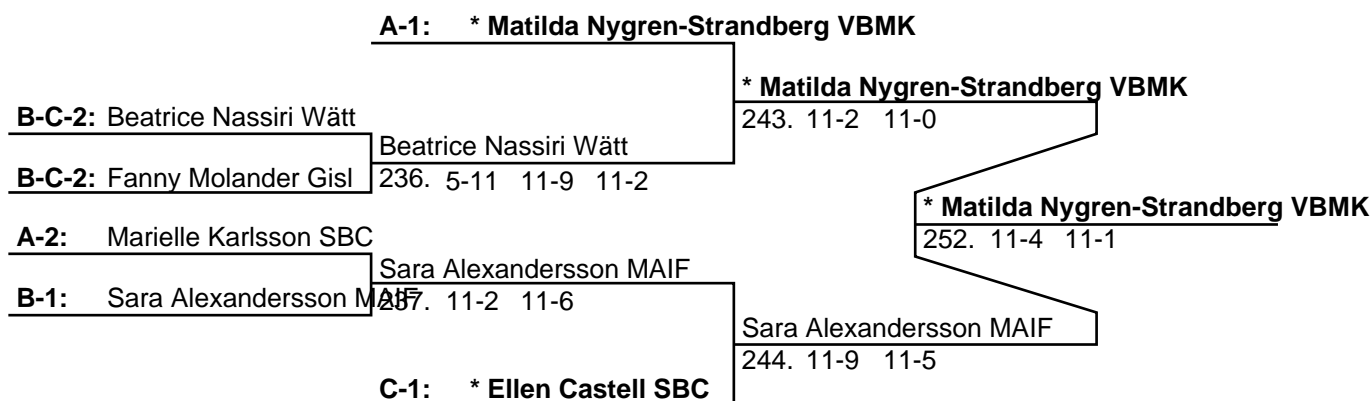 A-1: * Matilda Nygren-Strandberg VBMK
* Matilda Nygren-Strandberg VBMK
B-C-2: Beatrice Nassiri Wätt
243. 11-2 11-0
Beatrice Nassiri Wätt
B-C-2: Fanny Molander Gisl
236. 5-11 11-9 11-2
* Matilda Nygren-Strandberg VBMK
A-2: Marielle Karlsson SBC
252. 11-4 11-1
Sara Alexandersson MAIF
B-1: Sara Alexandersson MAIF
237. 11-2 11-6
Sara Alexandersson MAIF
244. 11-9 11-5
C-1: * Ellen Castell SBC